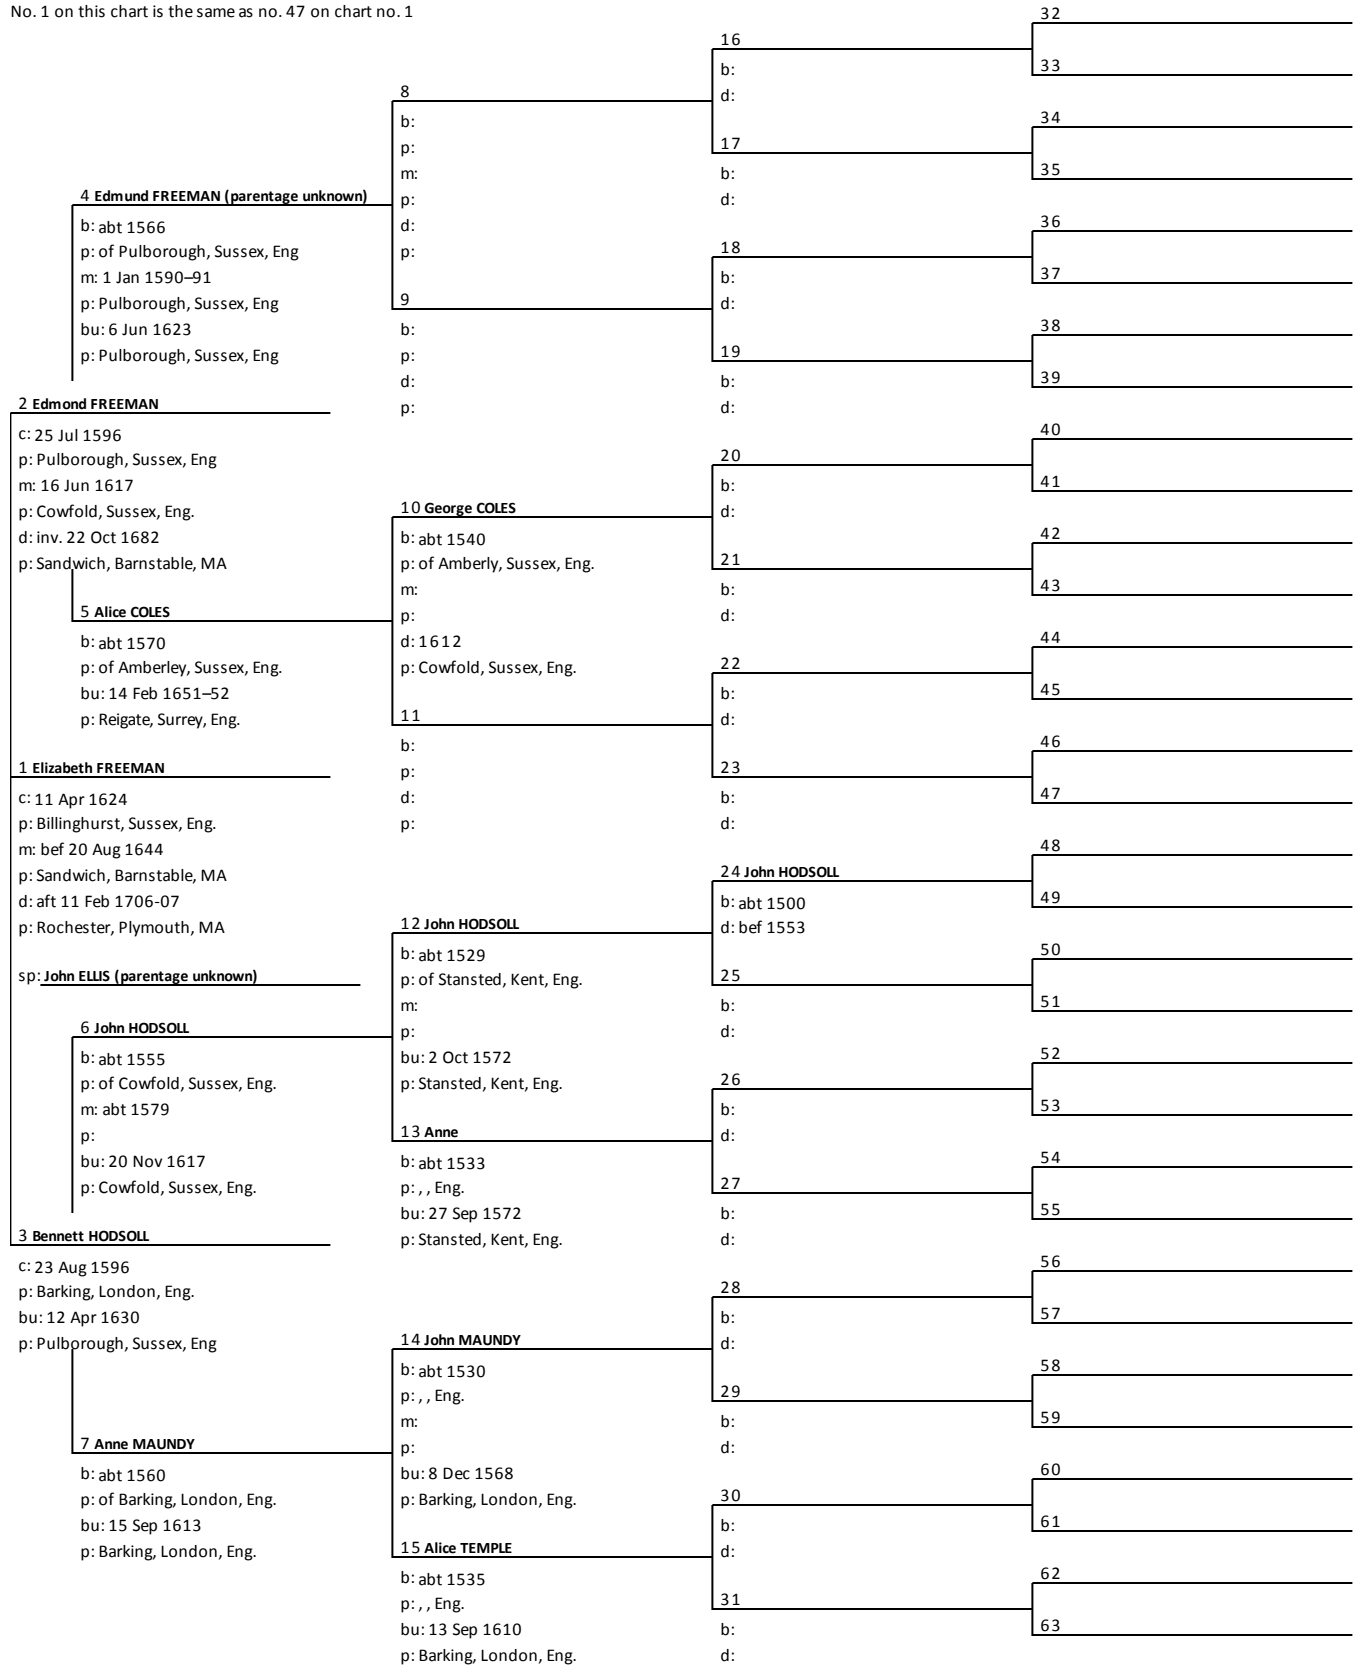 No. 1 on this chart is the same as no. 47 on chart no. 1
4 Edmund FREEMAN (parentage unknown)
b: abt 1566
p: of Pulborough, Sussex, Eng
m: 1 Jan 1590–91
p: Pulborough, Sussex, Eng
bu: 6 Jun 1623
p: Pulborough, Sussex, Eng
2 Edmond FREEMAN
c: 25 Jul 1596
p: Pulborough, Sussex, Eng
m: 16 Jun 1617
p: Cowfold, Sussex, Eng.
d: inv. 22 Oct 1682
p: Sandwich, Barnstable, MA
5 Alice COLES
b: abt 1570
p: of Amberley, Sussex, Eng.
bu: 14 Feb 1651–52
p: Reigate, Surrey, Eng.
1 Elizabeth FREEMAN
c: 11 Apr 1624
p: Billinghurst, Sussex, Eng.
m: bef 20 Aug 1644
p: Sandwich, Barnstable, MA
d: aft 11 Feb 1706-07
p: Rochester, Plymouth, MA
sp: John ELLIS (parentage unknown)
6 John HODSOLL
b: abt 1555
p: of Cowfold, Sussex, Eng.
m: abt 1579
p:
bu: 20 Nov 1617
p: Cowfold, Sussex, Eng.
3 Bennett HODSOLL
c: 23 Aug 1596
p: Barking, London, Eng.
bu: 12 Apr 1630
p: Pulborough, Sussex, Eng
7 Anne MAUNDY
b: abt 1560
p: of Barking, London, Eng.
bu: 15 Sep 1613
p: Barking, London, Eng.
8
b:
p:
m:
p:
d:
p:
9
b:
p:
d:
p:
10 George COLES
b: abt 1540
p: of Amberly, Sussex, Eng.
m:
p:
d: 1612
p: Cowfold, Sussex, Eng.
11
b:
p:
d:
p:
12 John HODSOLL
b: abt 1529
p: of Stansted, Kent, Eng.
m:
p:
bu: 2 Oct 1572
p: Stansted, Kent, Eng.
13 Anne
b: abt 1533
p: , , Eng.
bu: 27 Sep 1572
p: Stansted, Kent, Eng.
14 John MAUNDY
b: abt 1530
p: , , Eng.
m:
p:
bu: 8 Dec 1568
p: Barking, London, Eng.
15 Alice TEMPLE
b: abt 1535
p: , , Eng.
bu: 13 Sep 1610
p: Barking, London, Eng.
16
b:
d:
17
b:
d:
18
b:
d:
19
b:
d:
20
b:
d:
21
b:
d:
22
b:
d:
23
b:
d:
24 John HODSOLL
b: abt 1500
d: bef 1553
25
b:
d:
26
b:
d:
27
b:
d:
28
b:
d:
29
b:
d:
30
b:
d:
31
b:
d:
32
33
34
35
36
37
38
39
40
41
42
43
44
45
46
47
48
49
50
51
52
53
54
55
56
57
58
59
60
61
62
63